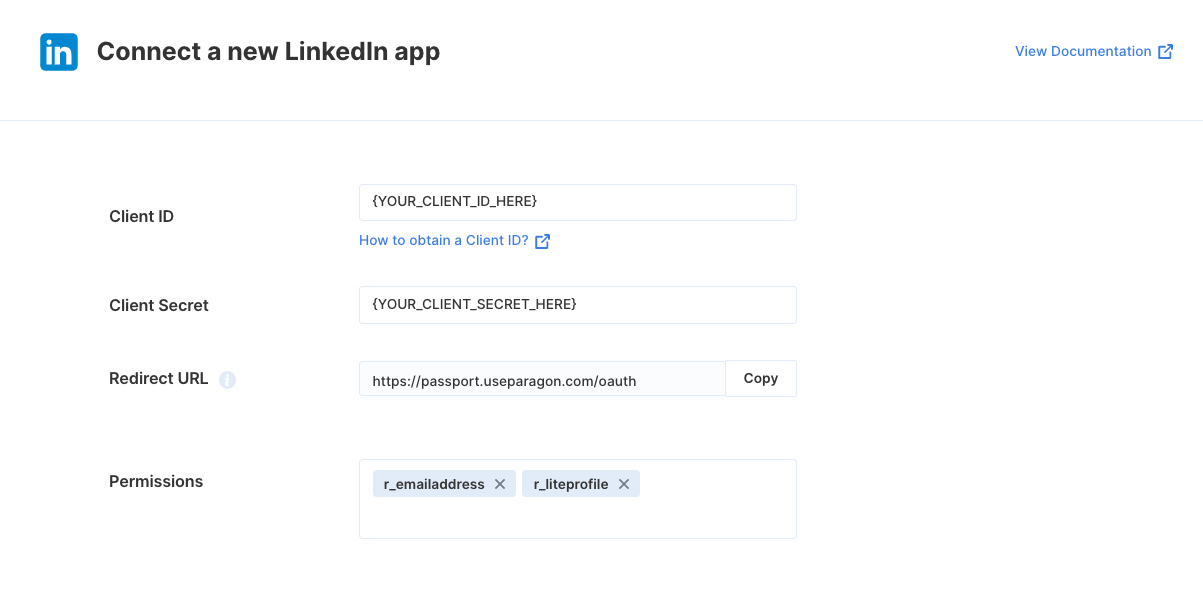 in Connect a new LinkedIn app
View Documentation
Client ID
{YOUR_CLIENT_ID_HERE}
How to obtain a Client ID?
Client Secret
{YOUR_CLIENT_SECRET_HERE}
Redirect URL i
https://passport.useparagon.com/oauth
Copy
Permissions
r_emailaddress
r_liteprofile